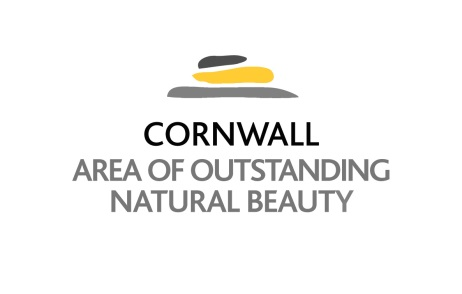 CORNWALL
AREA OF OUTSTANDING
NATURAL BEAUTY